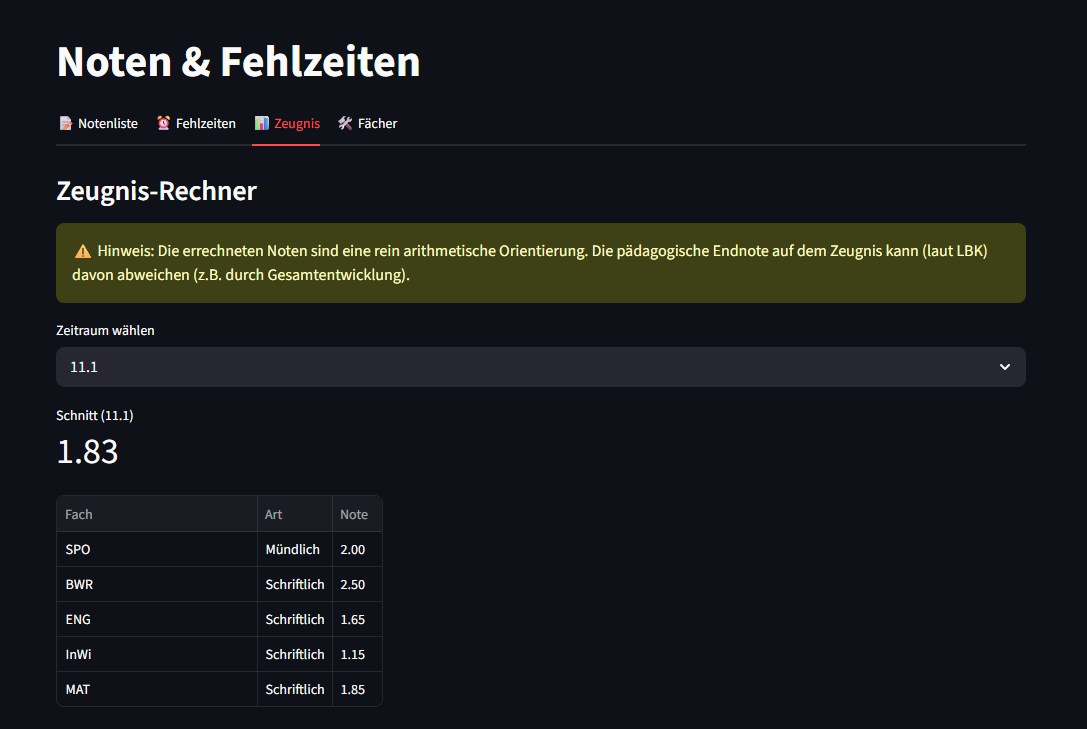 Noten & Fehlzeiten
Notenliste Fehlzeiten Zeugnis Fächer
Zeugnis-Rechner
Hinweis: Die errechneten Noten sind eine rein arithmetische Orientierung. Die pädagogische Endnote auf dem Zeugnis kann (laut LBK)
davon abweichen (z.B. durch Gesamtentwicklung).
Zeitraum wählen
11.1
Schnitt (11.1)
1.83
Fach Art Note
SPO Mündlich 2.00
BWR Schriftlich 2.50
ENG Schriftlich 1.65
InWi Schriftlich 1.15
MAT Schriftlich 1.85